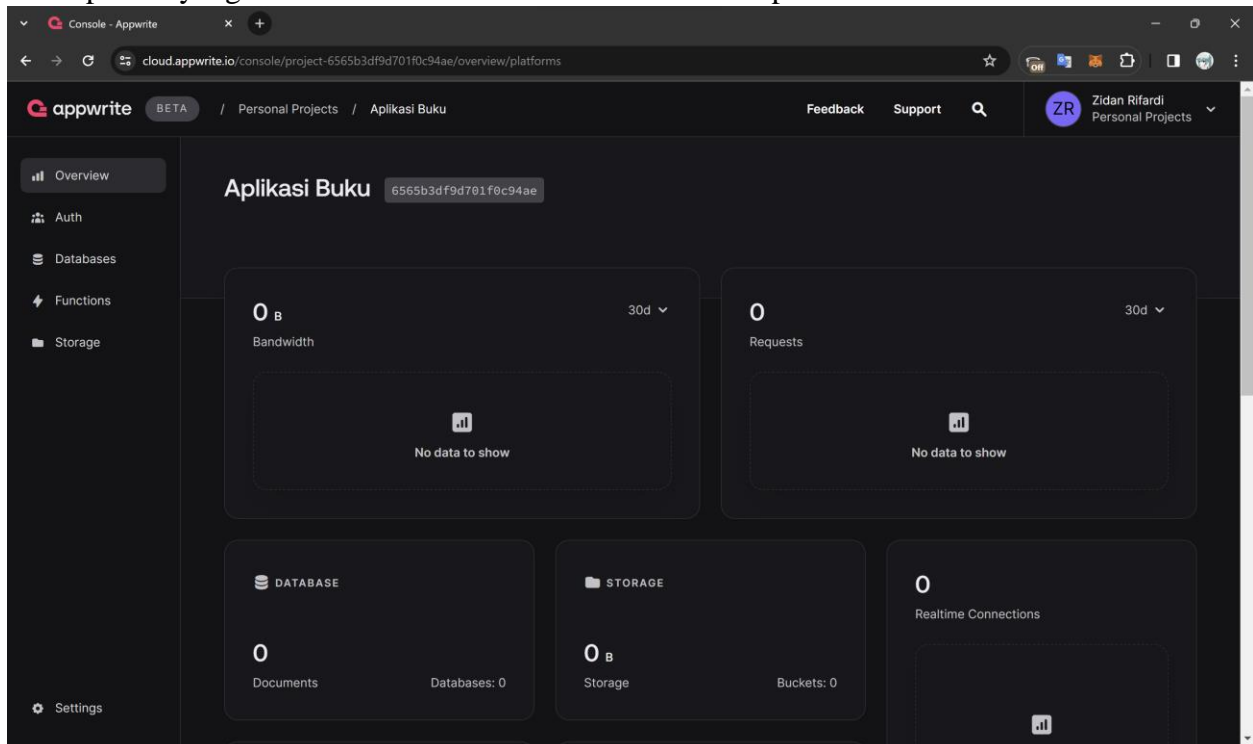 Console - Appwrite
cloud.appwrite.io/console/project-6565b3df9d701f0c94ae/overview/platforms
Off
appwrite BETA / Personal Projects / Aplikasi Buku Feedback Support ZR Zidan Rifardi
Personal Projects
Overview
Auth
Databases
Functions
Storage
Settings
Aplikasi Buku 6565b3df9d701f0c94ae
0 B 30d
Bandwidth
No data to show
0 30d
Requests
No data to show
DATABASE
0
Documents Databases: 0
STORAGE
0 B
Storage Buckets: 0
0
Realtime Connections